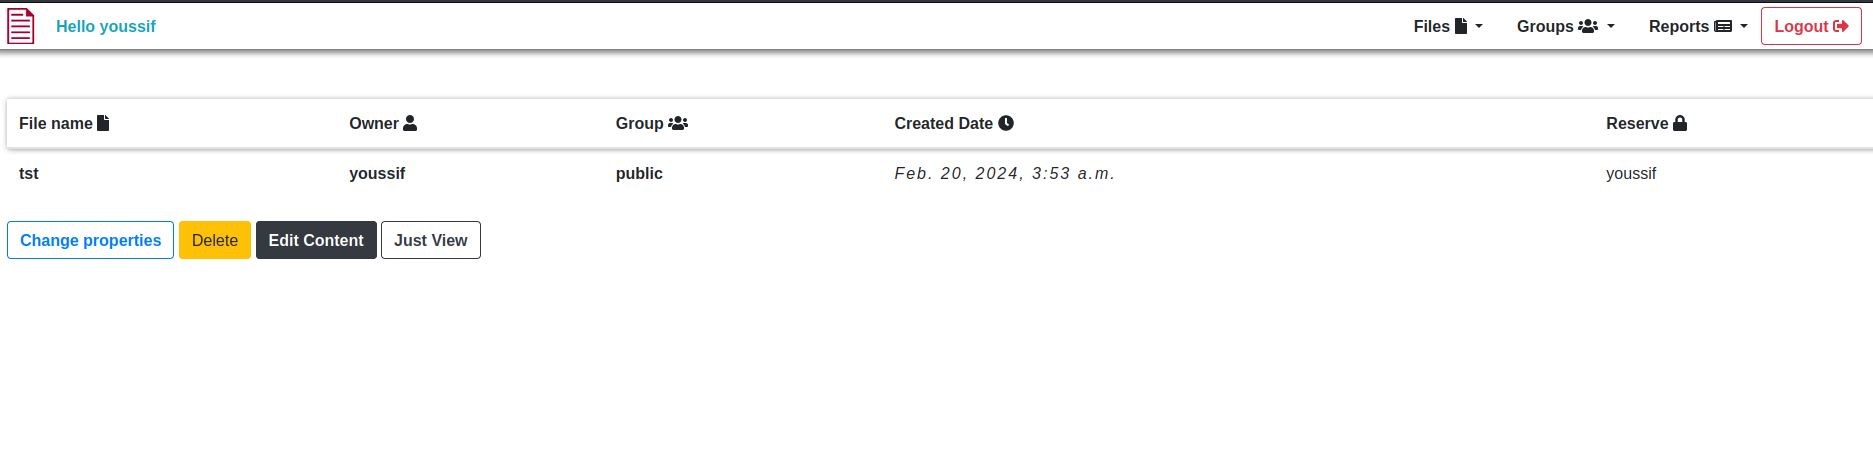 Hello youssif Files Groups Reports Logout
File name Owner Group Created Date Reserve
tst youssif public Feb. 20, 2024, 3:53 a.m. youssif
Change properties Delete Edit Content Just View